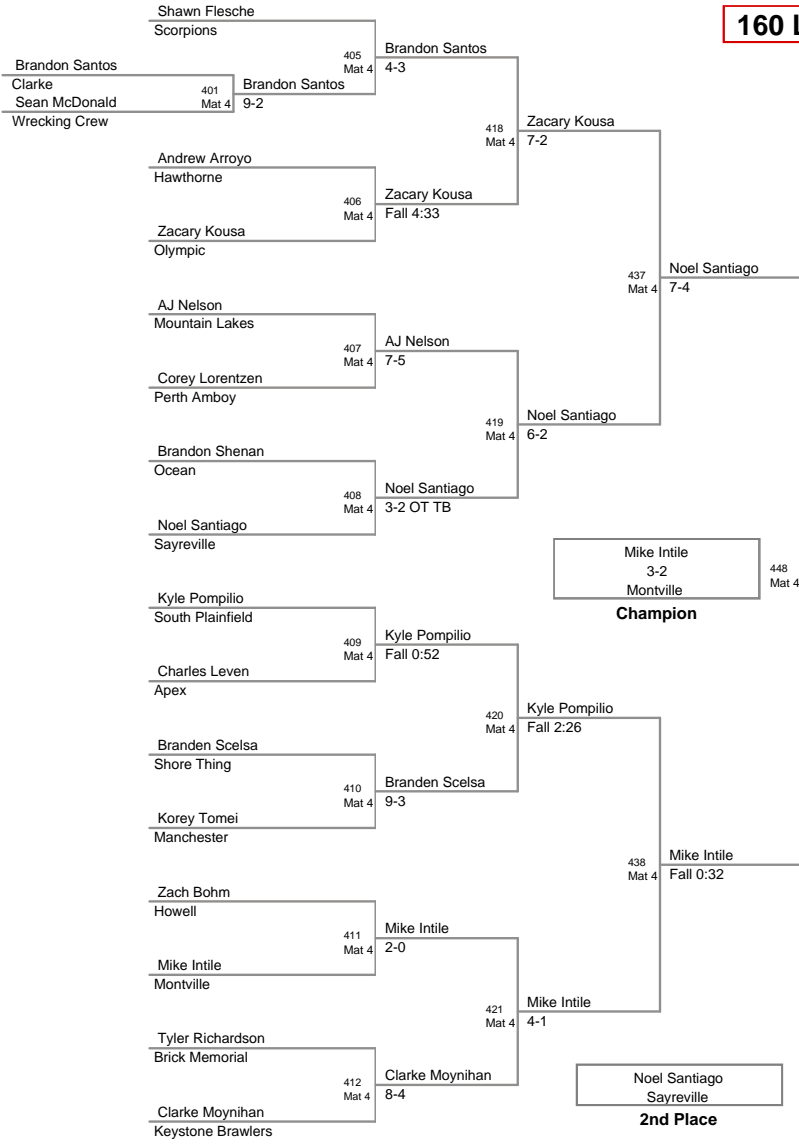 Shawn Flesche
Scorpions
160 L
405
Mat 4
Brandon Santos
4-3
Brandon Santos
Clarke
401
Mat 4
Brandon Santos
9-2
Sean McDonald
Wrecking Crew
418
Mat 4
Zacary Kousa
7-2
Andrew Arroyo
Hawthorne
406
Mat 4
Zacary Kousa
Fall 4:33
Zacary Kousa
Olympic
437
Mat 4
Noel Santiago
7-4
AJ Nelson
Mountain Lakes
407
Mat 4
AJ Nelson
7-5
Corey Lorentzen
Perth Amboy
419
Mat 4
Noel Santiago
6-2
Brandon Shenan
Ocean
408
Mat 4
Noel Santiago
3-2 OT TB
Noel Santiago
Sayreville
Mike Intile
3-2
Montville
448
Mat 4
Champion
Kyle Pompilio
South Plainfield
409
Mat 4
Kyle Pompilio
Fall 0:52
Charles Leven
Apex
420
Mat 4
Kyle Pompilio
Fall 2:26
Branden Scelsa
Shore Thing
410
Mat 4
Branden Scelsa
9-3
Korey Tomei
Manchester
438
Mat 4
Mike Intile
Fall 0:32
Zach Bohm
Howell
411
Mat 4
Mike Intile
2-0
Mike Intile
Montville
421
Mat 4
Mike Intile
4-1
Tyler Richardson
Brick Memorial
412
Mat 4
Clarke Moynihan
8-4
Clarke Moynihan
Keystone Brawlers
Noel Santiago
Sayreville
2nd Place